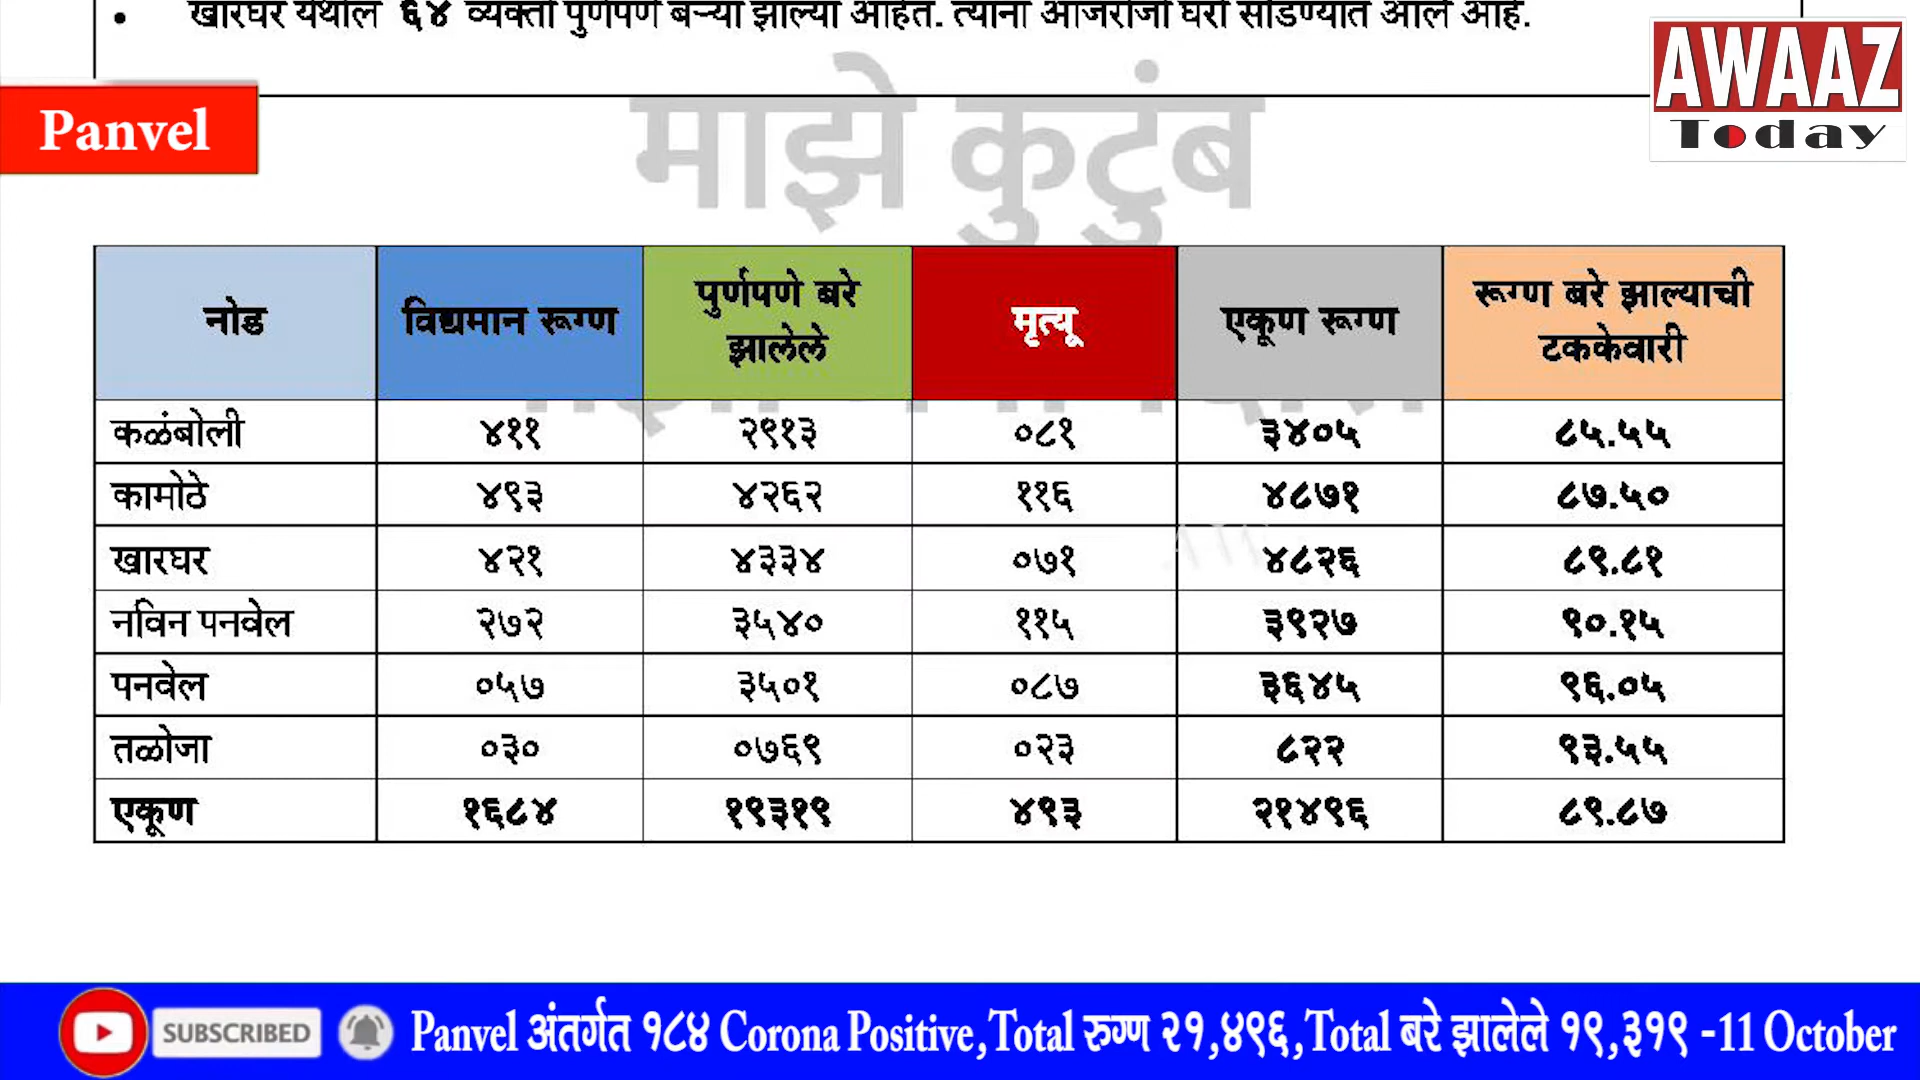 • खारघर येथील ६४ व्यक्ती पुर्णपणे बऱ्या झाल्या आहेत. त्यांना आजरोजी घरी सोडण्यात आले आहे.
AWAAZ
Today
Panvel
माझे कुटुंब
नोड विद्यमान रूग्ण पुर्णपणे बरे झालेले मृत्यू एकूण रूग्ण रूग्ण बरे झाल्याची टक्केवारी
कळंबोली ४११ २९१३ ०८१ ३४०५ ८५.५५
कामोठे ४९३ ४२६२ ११६ ४८७१ ८७.५०
खारघर ४२१ ४३३४ ०७१ ४८२६ ८९.८१
नविन पनवेल २७२ ३५४० ११५ ३९२७ ९०.१५
पनवेल ०५७ ३५०१ ०८७ ३६४५ ९६.०५
तळोजा ०३० ०७६९ ०२३ ८२२ ९३.५५
एकूण १६८४ १९३१९ ४९३ २१४९६ ८९.८७
SUBSCRIBED
Panvel अंतर्गत १८४ Corona Positive,Total रुग्ण २१,४९६,Total बरे झालेले १९,३१९ -11 October